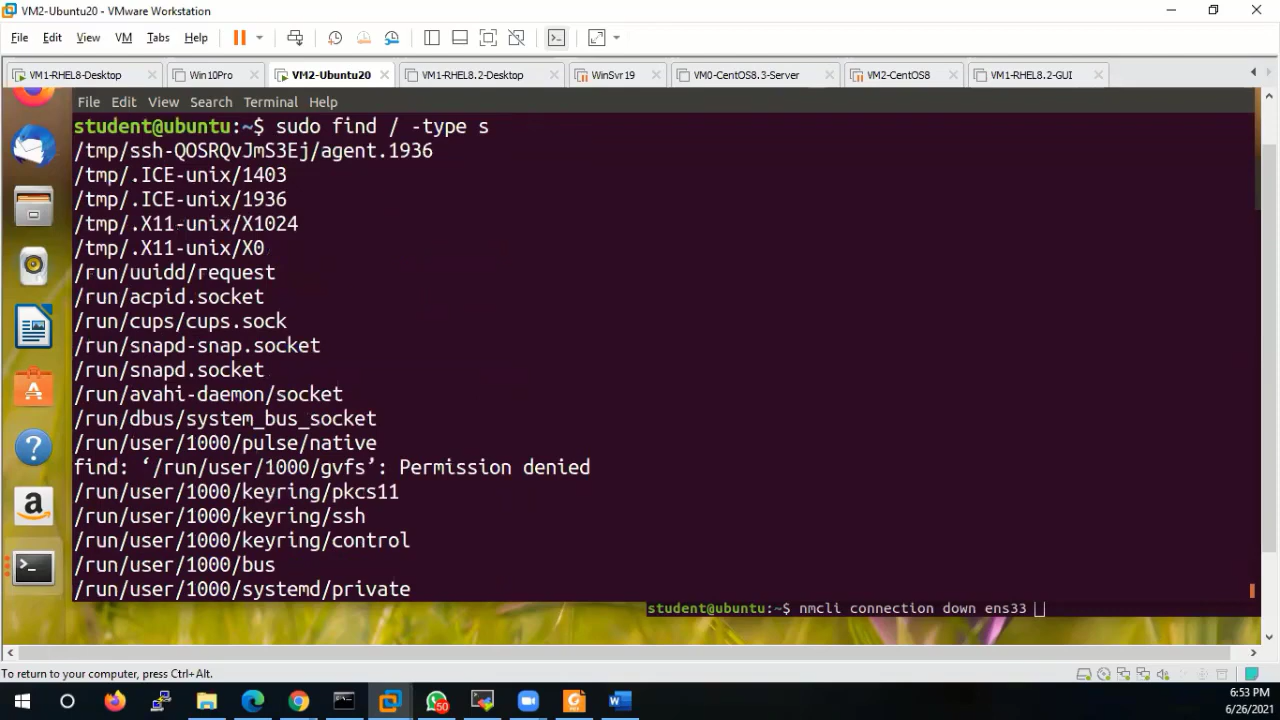 VM2-Ubuntu20 - VMware Workstation
File Edit View VM Tabs Help
VM1-RHEL8-Desktop Win10Pro VM2-Ubuntu20 VM1-RHEL8.2-Desktop WinSvr19 VM0-CentOS8.3-Server VM2-CentOS8 VM1-RHEL8.2-GUI
File Edit View Search Terminal Help
student@ubuntu:~$ sudo find / -type s
/tmp/ssh-QOSRQvJmS3Ej/agent.1936
/tmp/.ICE-unix/1403
/tmp/.ICE-unix/1936
/tmp/.X11-unix/X1024
/tmp/.X11-unix/X0
/run/uuidd/request
/run/acpid.socket
/run/cups/cups.sock
/run/snapd-snap.socket
/run/snapd.socket
/run/avahi-daemon/socket
/run/dbus/system_bus_socket
/run/user/1000/pulse/native
find: ‘/run/user/1000/gvfs’: Permission denied
/run/user/1000/keyring/pkcs11
/run/user/1000/keyring/ssh
/run/user/1000/keyring/control
/run/user/1000/bus
/run/user/1000/systemd/private
student@ubuntu:~$ nmcli connection down ens33
To return to your computer, press Ctrl+Alt.
50
6:53 PM
6/26/2021